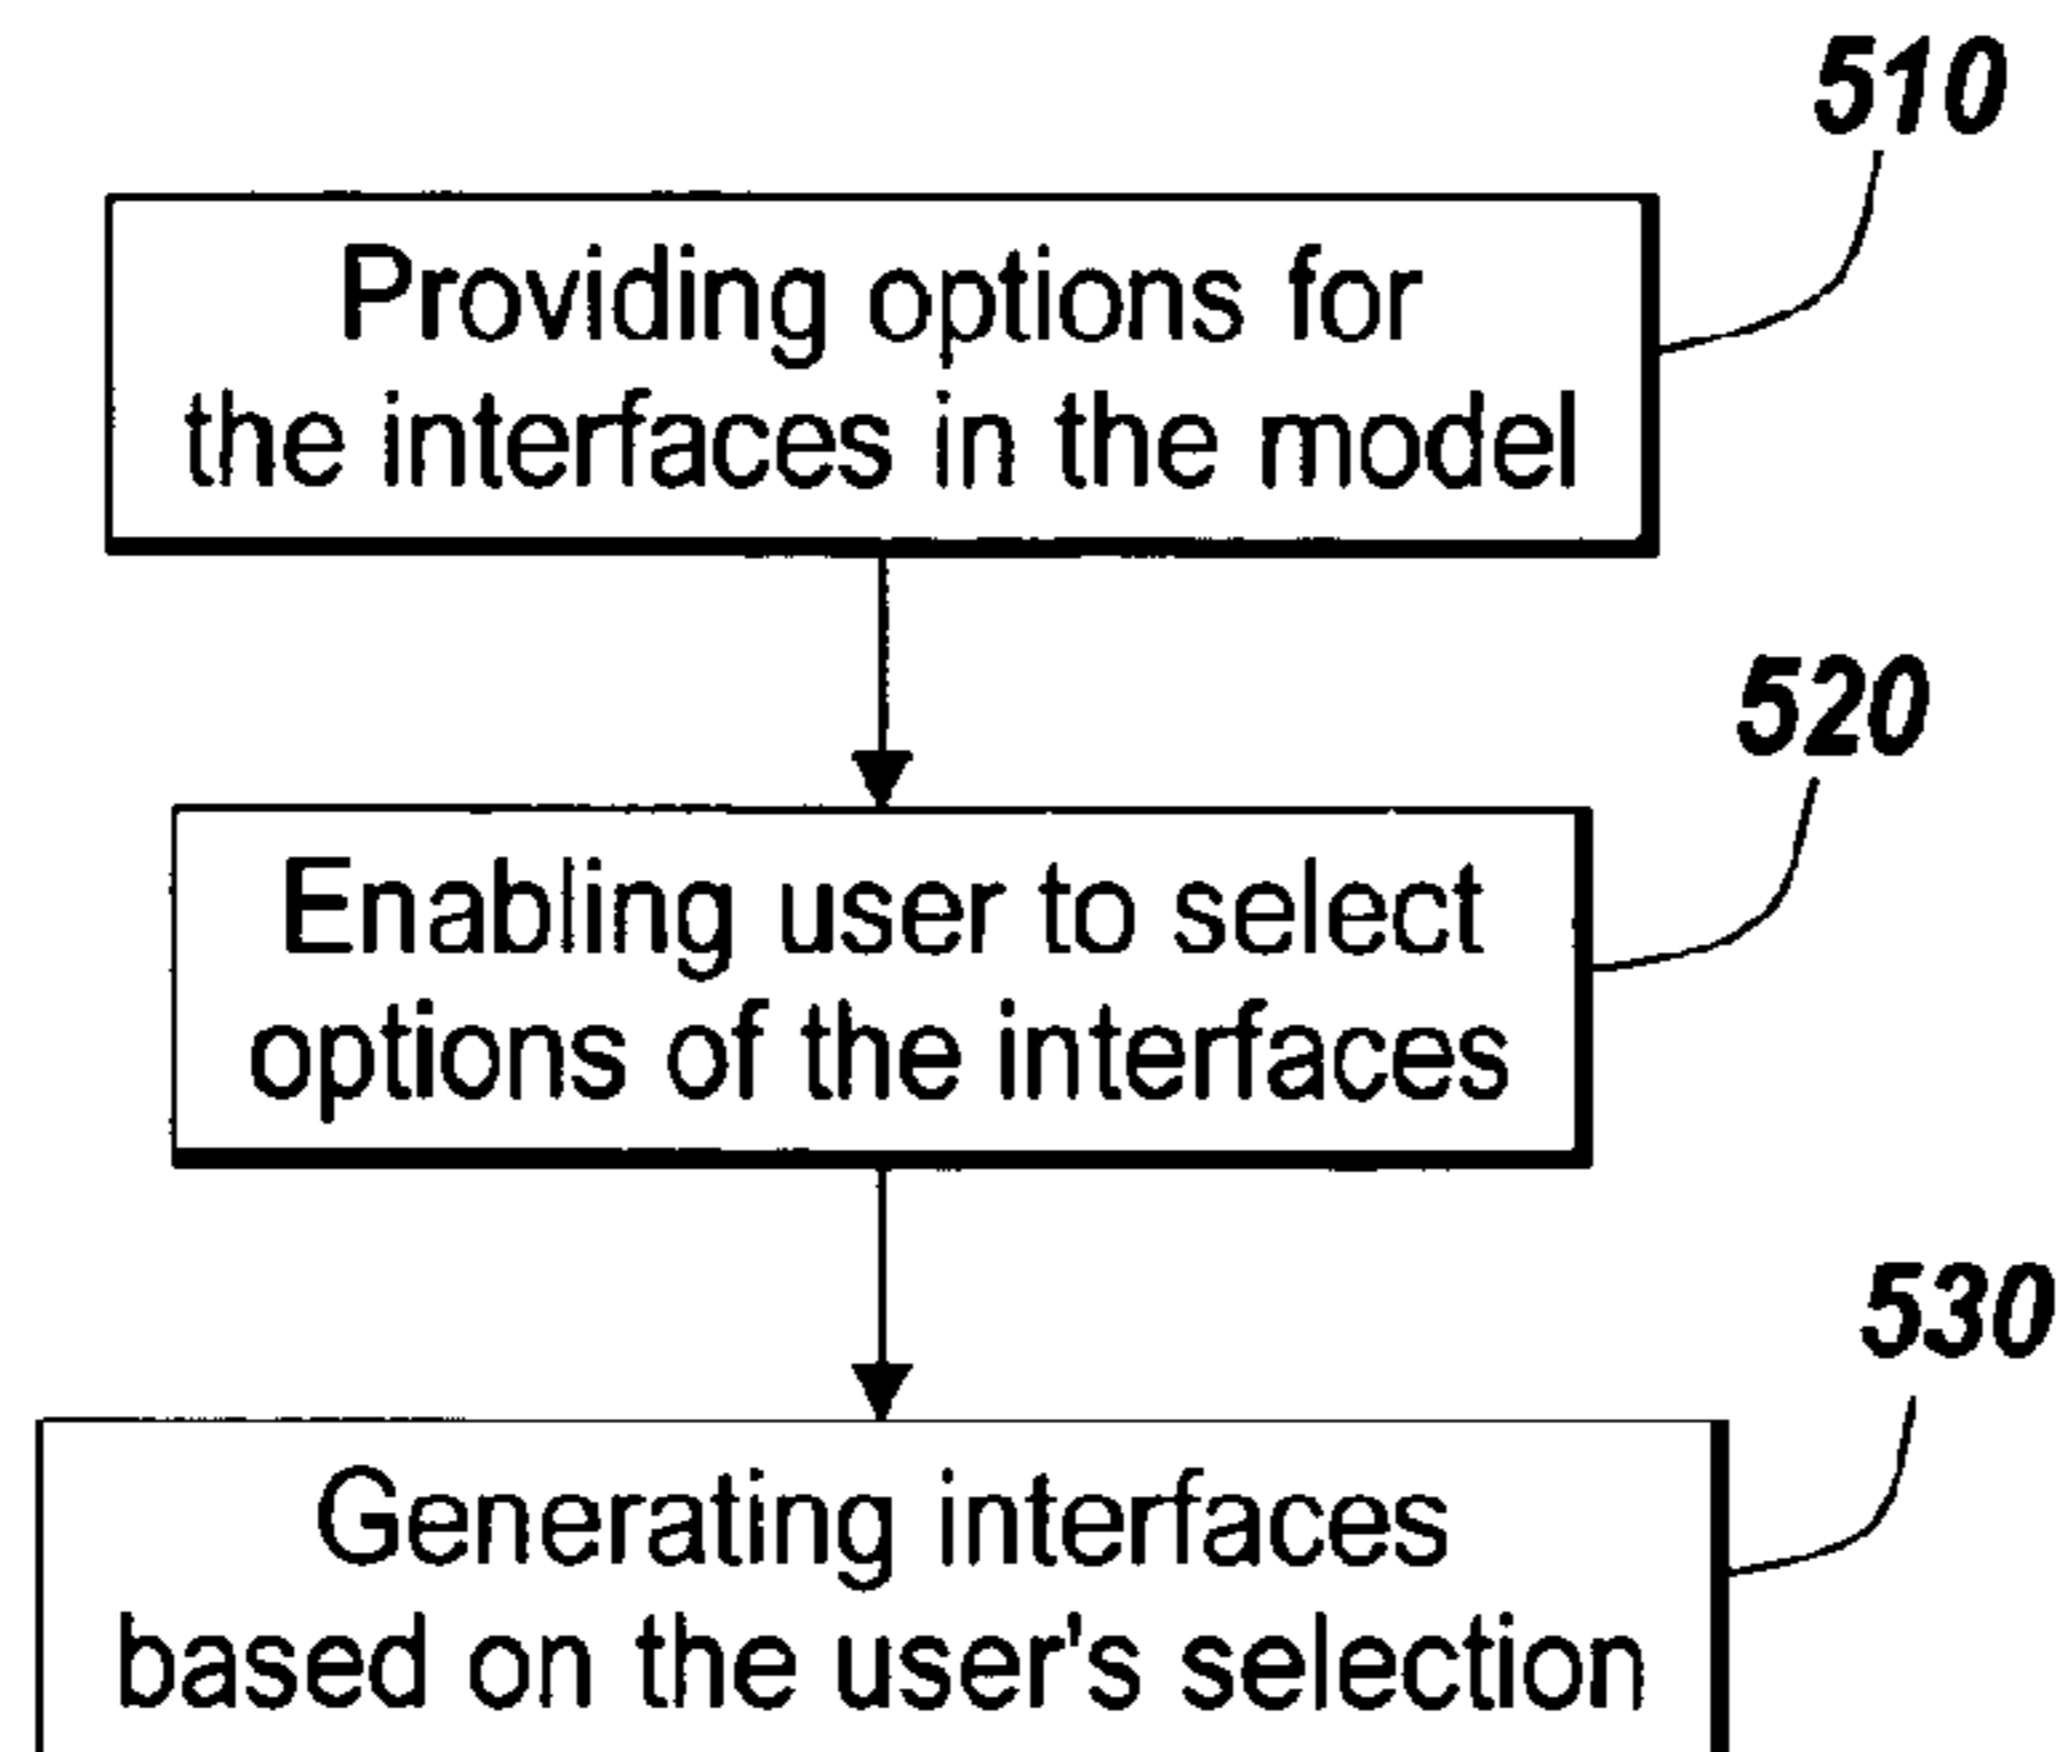 510
Providing options for
the interfaces in the model
520
Enabling user to select
options of the interfaces
530
Generating interfaces
based on the user's selection